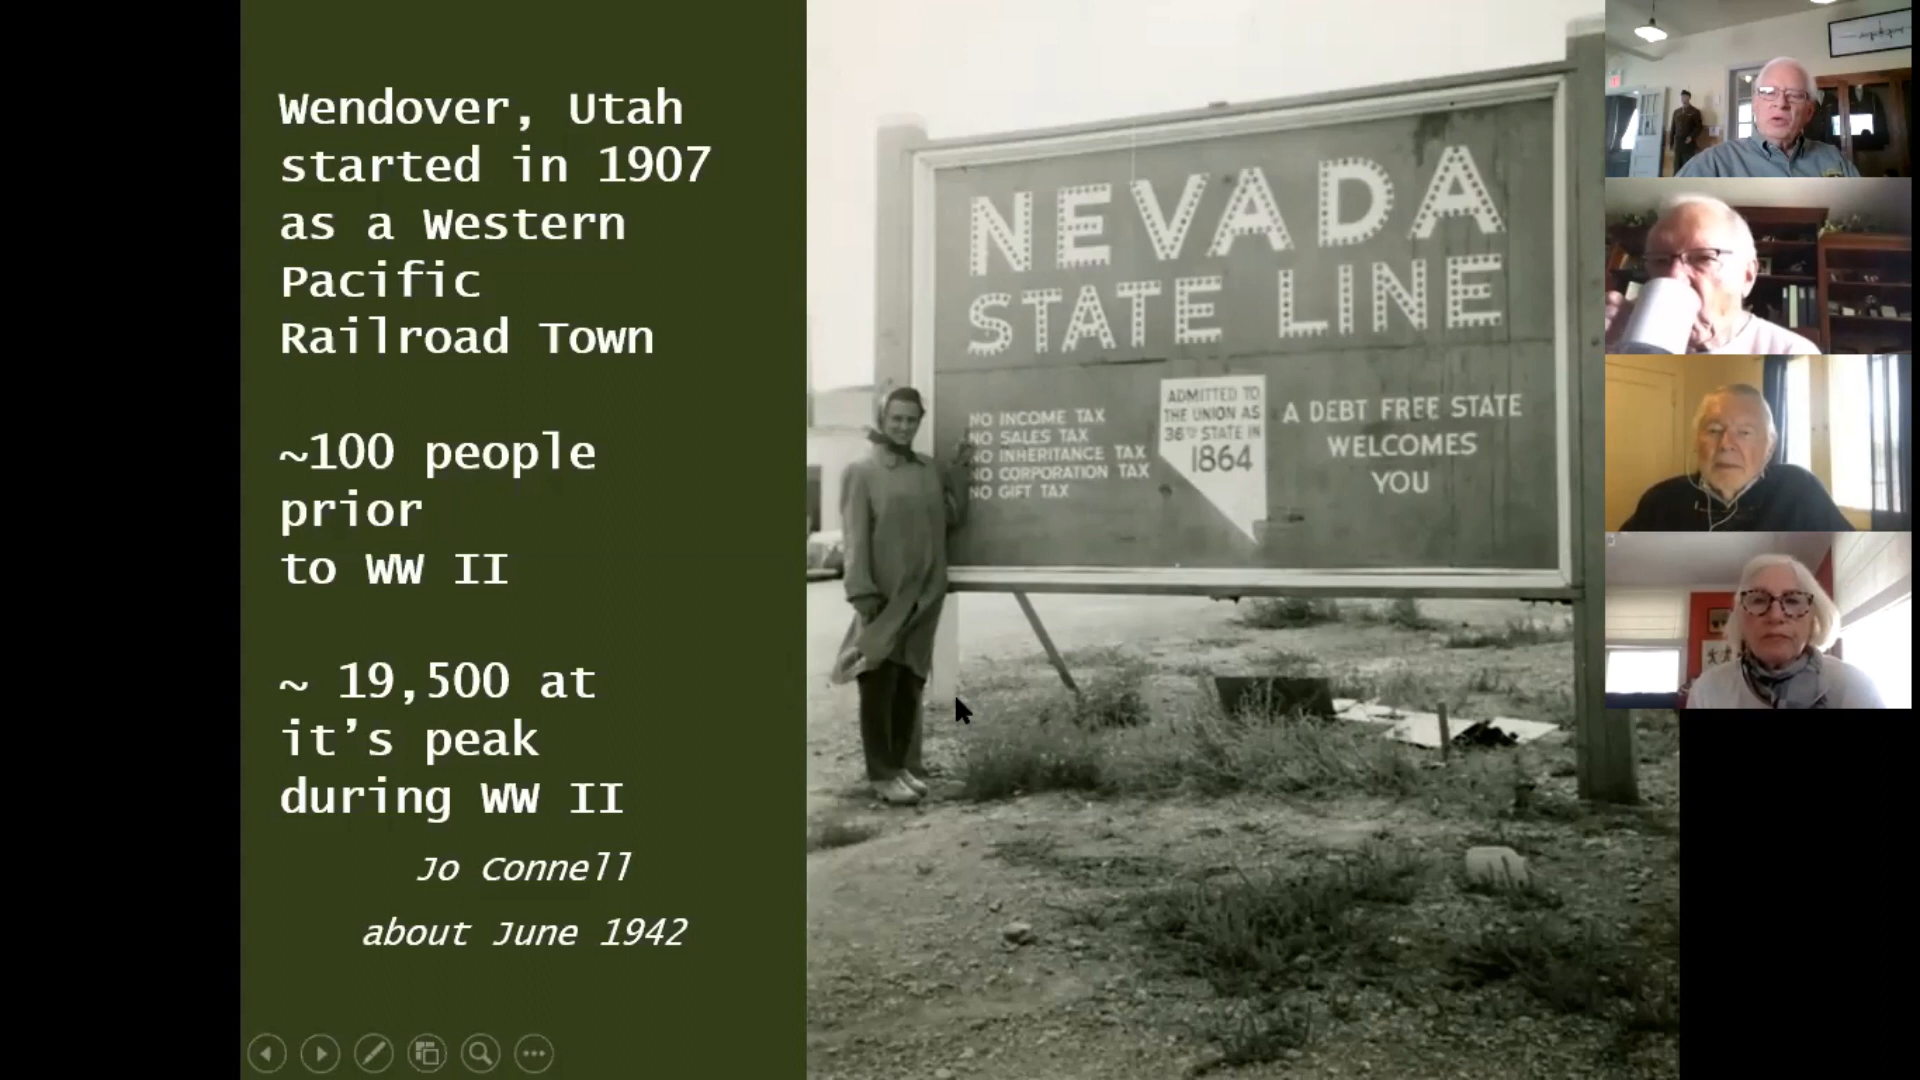 Wendover, Utah
started in 1907
as a Western
Pacific
Railroad Town
~100 people
prior
to WW II
~ 19,500 at
it's peak
during WW II
Jo Connell
about June 1942
NEVADA
STATE LINE
NO INCOME TAX
NO SALES TAX
NO INHERITANCE TAX
NO CORPORATION TAX
NO GIFT TAX
ADMITTED TO
THE UNION AS
36TH STATE IN
1864
A DEBT FREE STATE
WELCOMES
YOU